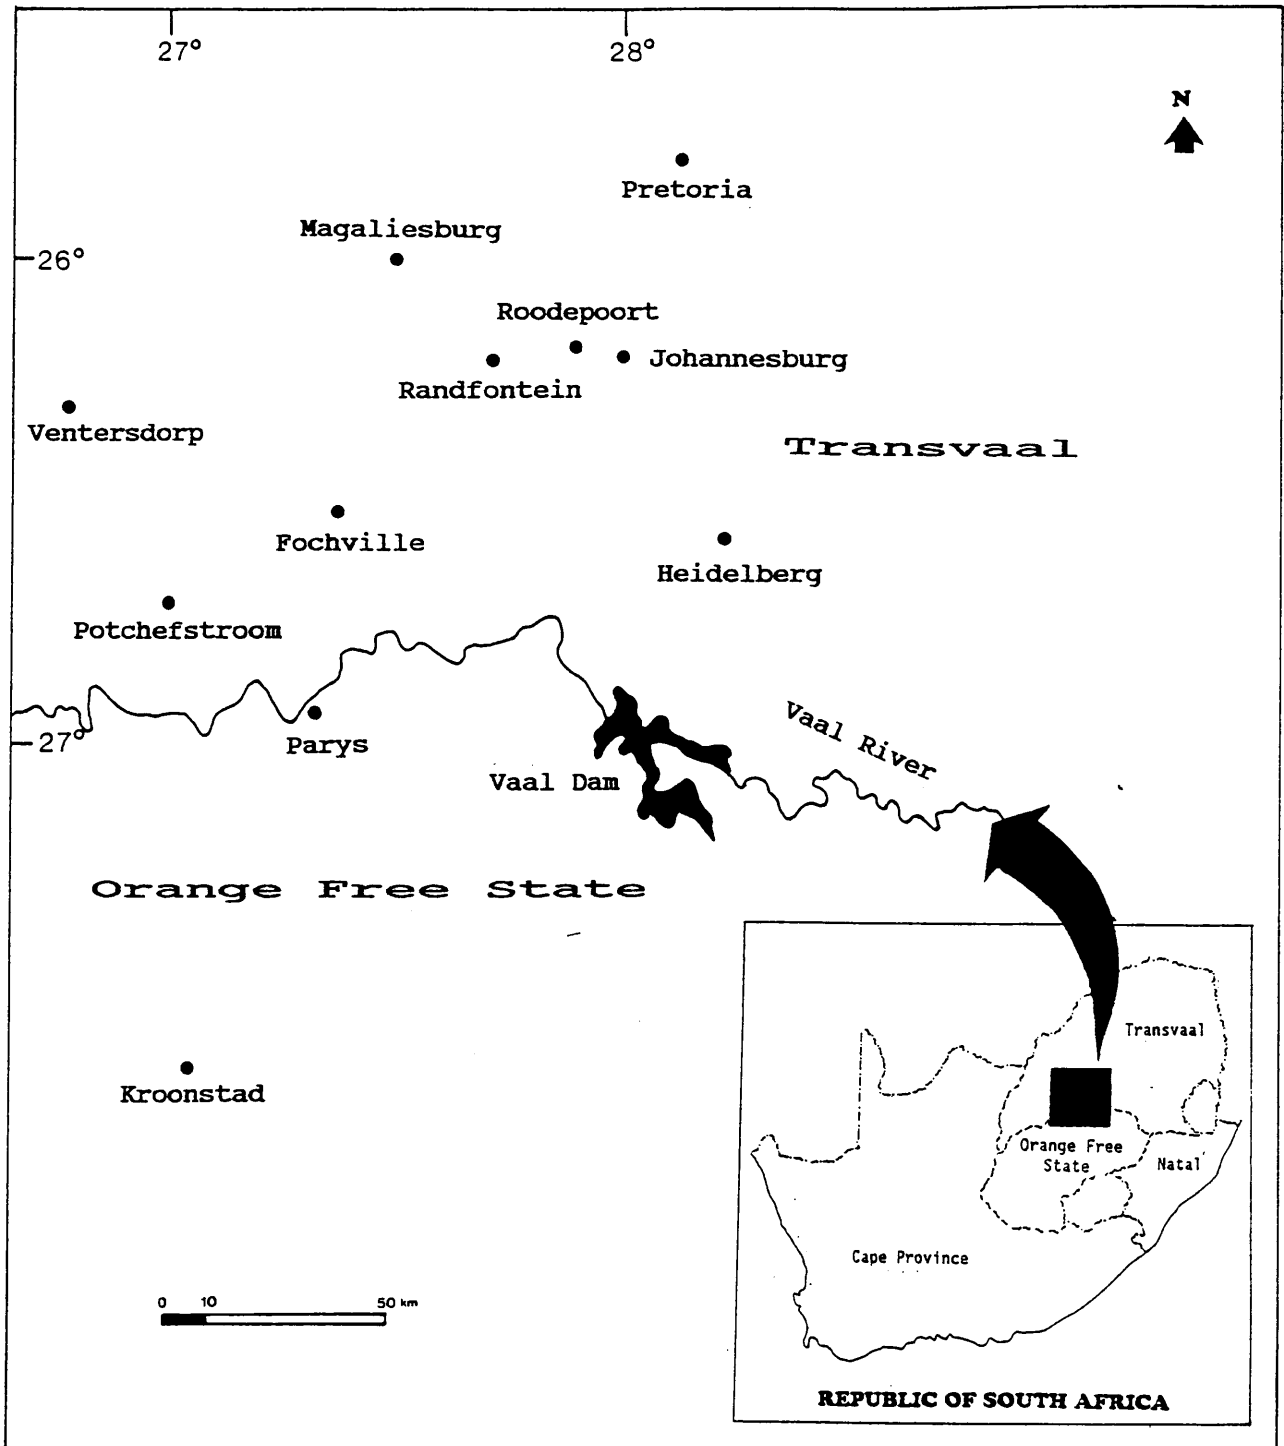 27° 28°
N
Pretoria
Magaliesburg
26°
Roodepoort
Johannesburg
Randfontein
Ventersdorp
Transvaal
Fochville
Heidelberg
Potchefstroom
Vaal River
27°
Parys
Vaal Dam
Orange Free State
Kroonstad
Transvaal
Orange Free
State
Natal
Cape Province
0 10 50 km
REPUBLIC OF SOUTH AFRICA